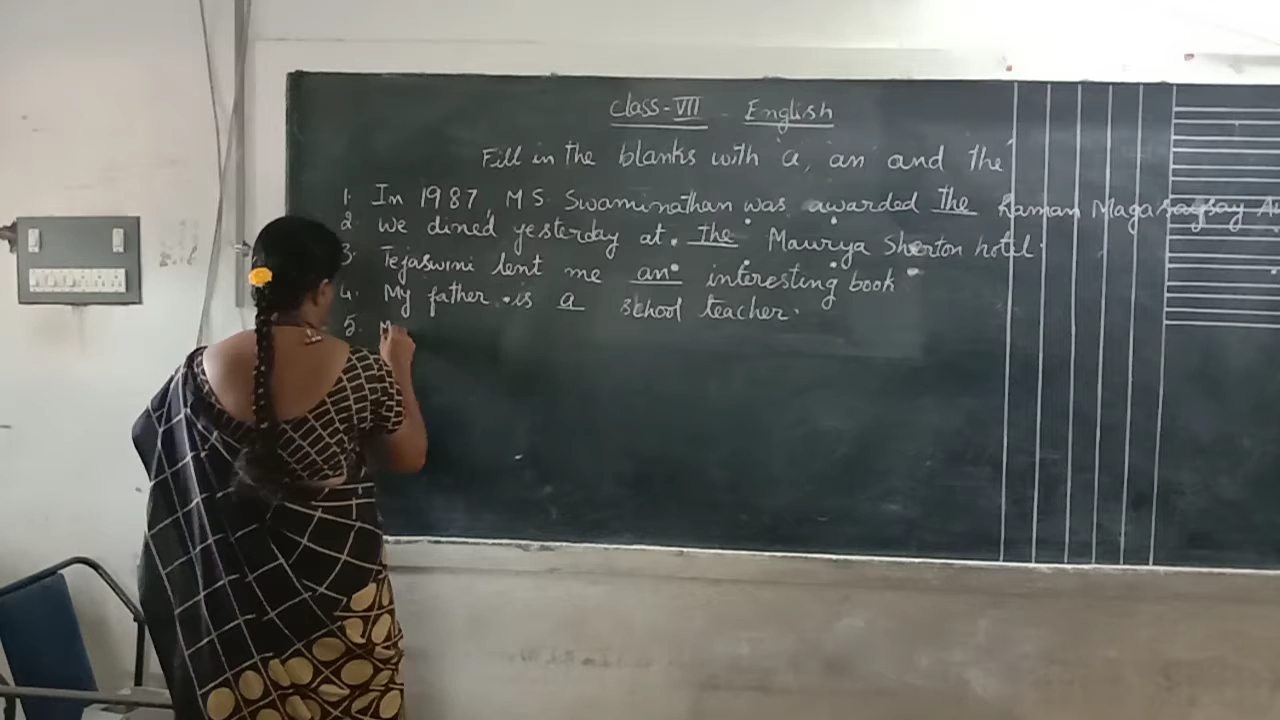 Class-VII - English
Fill in the blanks with 'a, an and the'
1. In 1987, M S Swaminathan was awarded the Raman Magasaysay
2. We dined yesterday at the Maurya Sherton hotel.
3. Tejaswini lent me an interesting book
4. My father is a school teacher.
5. M